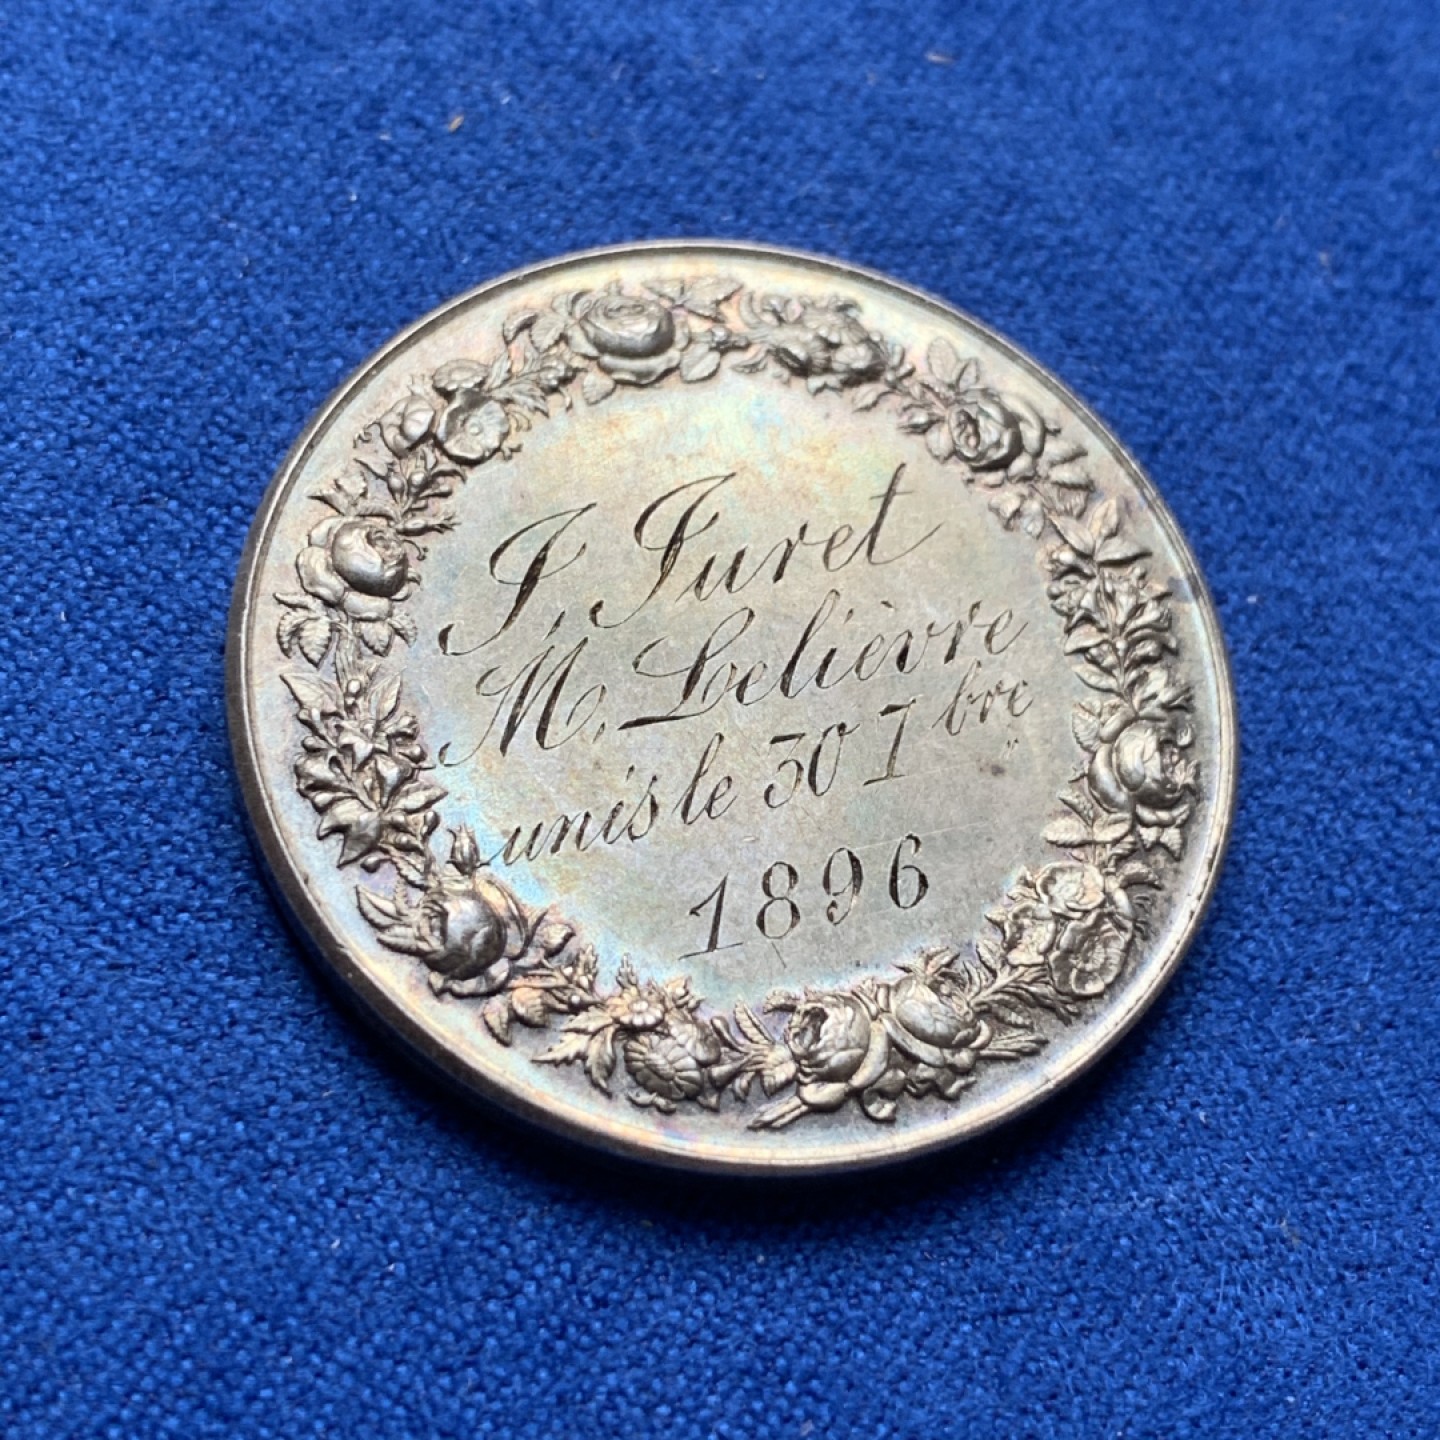 J. Juret
M. Lelièvre
unis le 30 7bre
1896